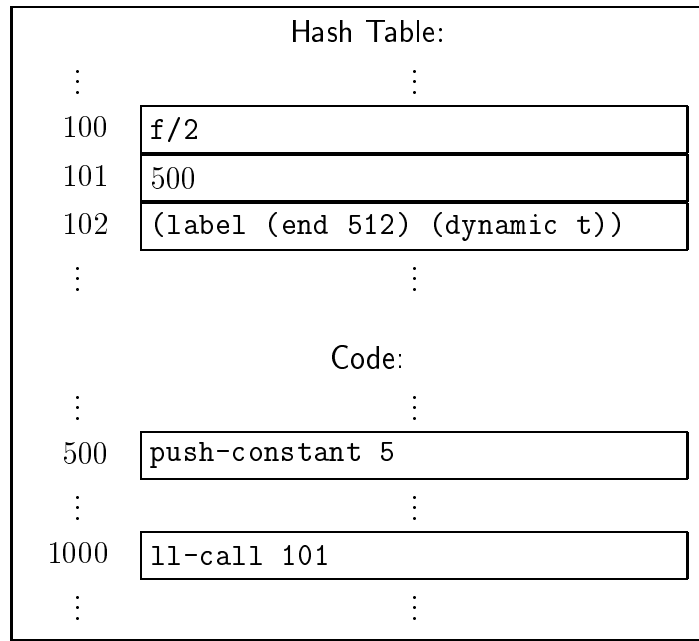 Hash Table:
⋮ ⋮
100 f/2
101 500
102 (label (end 512) (dynamic t))
⋮ ⋮
Code:
⋮ ⋮
500 push-constant 5
⋮ ⋮
1000 ll-call 101
⋮ ⋮